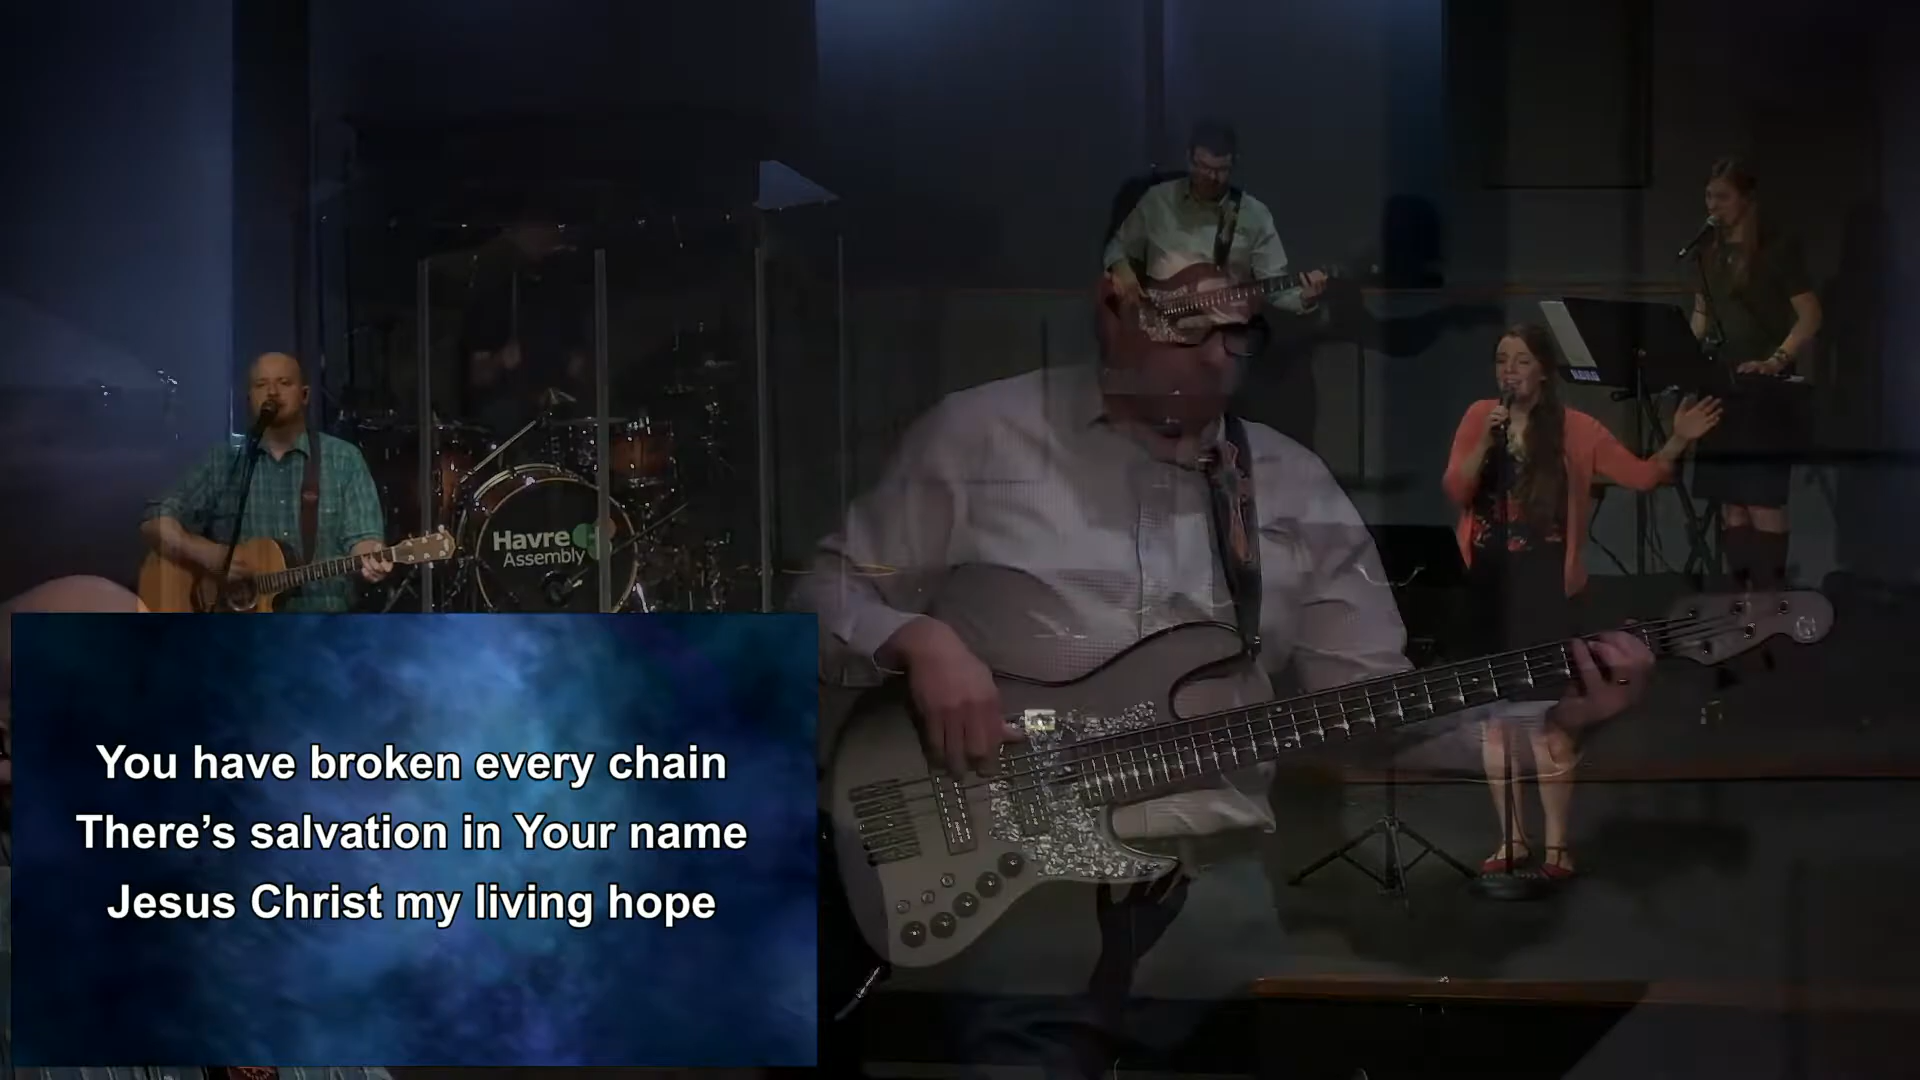 Havre
Assembly
You have broken every chain
There’s salvation in Your name
Jesus Christ my living hope